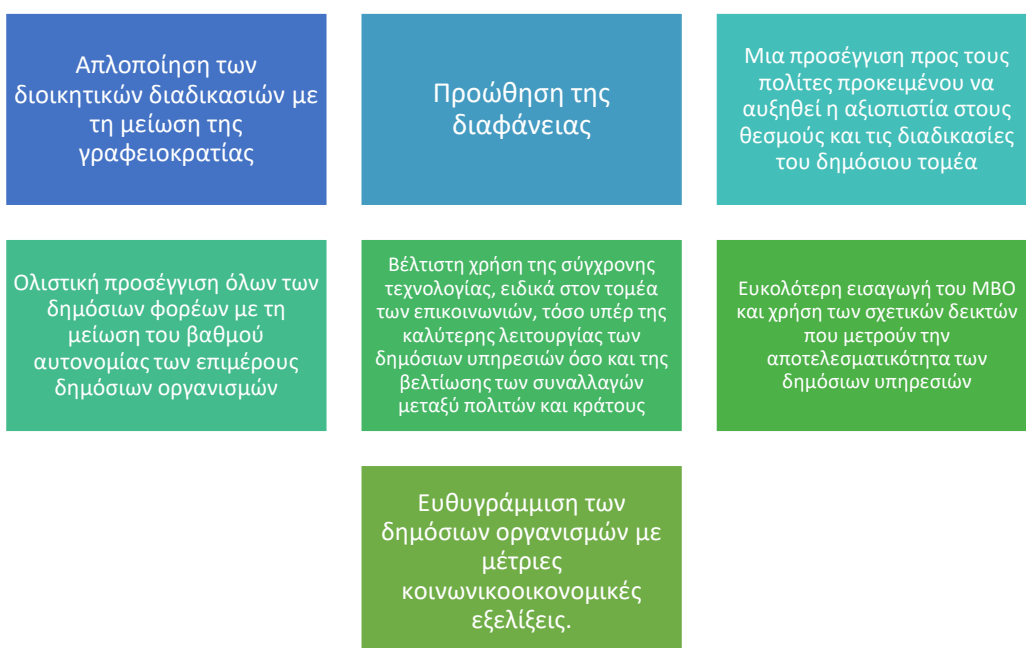 Απλοποίηση των
διοικητικών διαδικασιών με
τη μείωση της
γραφειοκρατίας
Προώθηση της
διαφάνειας
Μια προσέγγιση προς τους
πολίτες προκειμένου να
αυξηθεί η αξιοπιστία στους
θεσμούς και τις διαδικασίες
του δημόσιου τομέα
Ολιστική προσέγγιση όλων των
δημόσιων φορέων με τη
μείωση του βαθμού
αυτονομίας των επιμέρους
δημόσιων οργανισμών
Βέλτιστη χρήση της σύγχρονης
τεχνολογίας, ειδικά στον τομέα
των επικοινωνιών, τόσο υπέρ της
καλύτερης λειτουργίας των
δημόσιων υπηρεσιών όσο και της
βελτίωσης των συναλλαγών
μεταξύ πολιτών και κράτους
Ευκολότερη εισαγωγή του MBO
και χρήση των σχετικών δεικτών
που μετρούν την
αποτελεσματικότητα των
δημόσιων υπηρεσιών
Ευθυγράμμιση των
δημόσιων οργανισμών με
μέτριες
κοινωνικοοικονομικές
εξελίξεις.